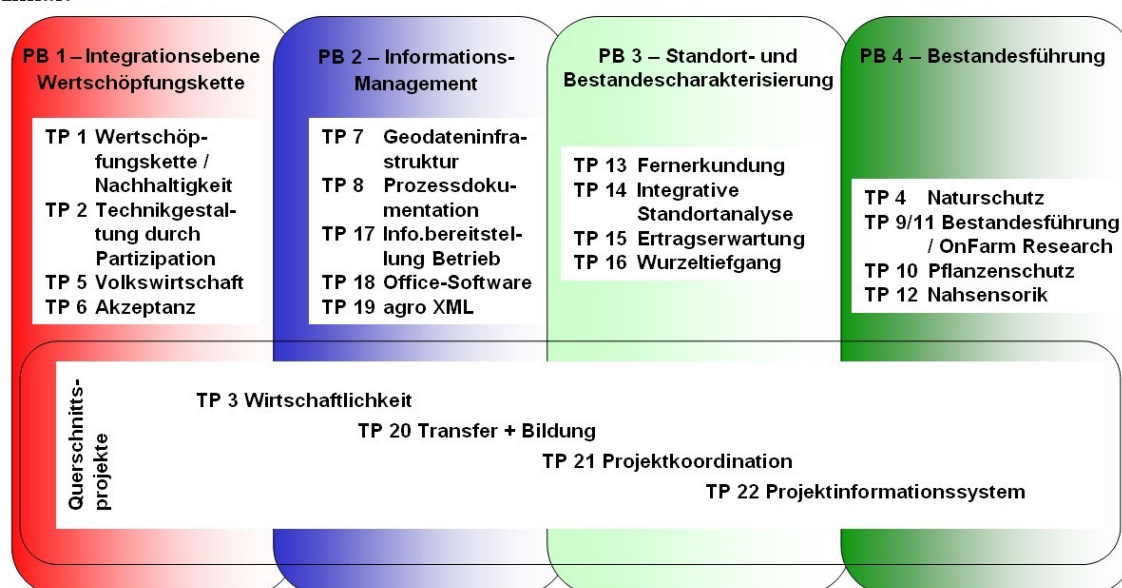 PB 1 – Integrationsebene
Wertschöpfungskette
TP 1 Wertschöp-
fungskette /
Nachhaltigkeit
TP 2 Technikgestal-
tung durch
Partizipation
TP 5 Volkswirtschaft
TP 6 Akzeptanz
PB 2 – Informations-
Management
TP 7 Geodateninfra-
struktur
TP 8 Prozessdoku-
mentation
TP 17 Info.bereitstel-
lung Betrieb
TP 18 Office-Software
TP 19 agro XML
PB 3 – Standort- und
Bestandescharakterisierung
TP 13 Fernerkundung
TP 14 Integrative
Standortanalyse
TP 15 Ertragserwartung
TP 16 Wurzeltiefgang
PB 4 – Bestandesführung
TP 4 Naturschutz
TP 9/11 Bestandesführung
/ OnFarm Research
TP 10 Pflanzenschutz
TP 12 Nahsensorik
Querschnitts-
projekte
TP 3 Wirtschaftlichkeit
TP 20 Transfer + Bildung
TP 21 Projektkoordination
TP 22 Projektinformationssystem